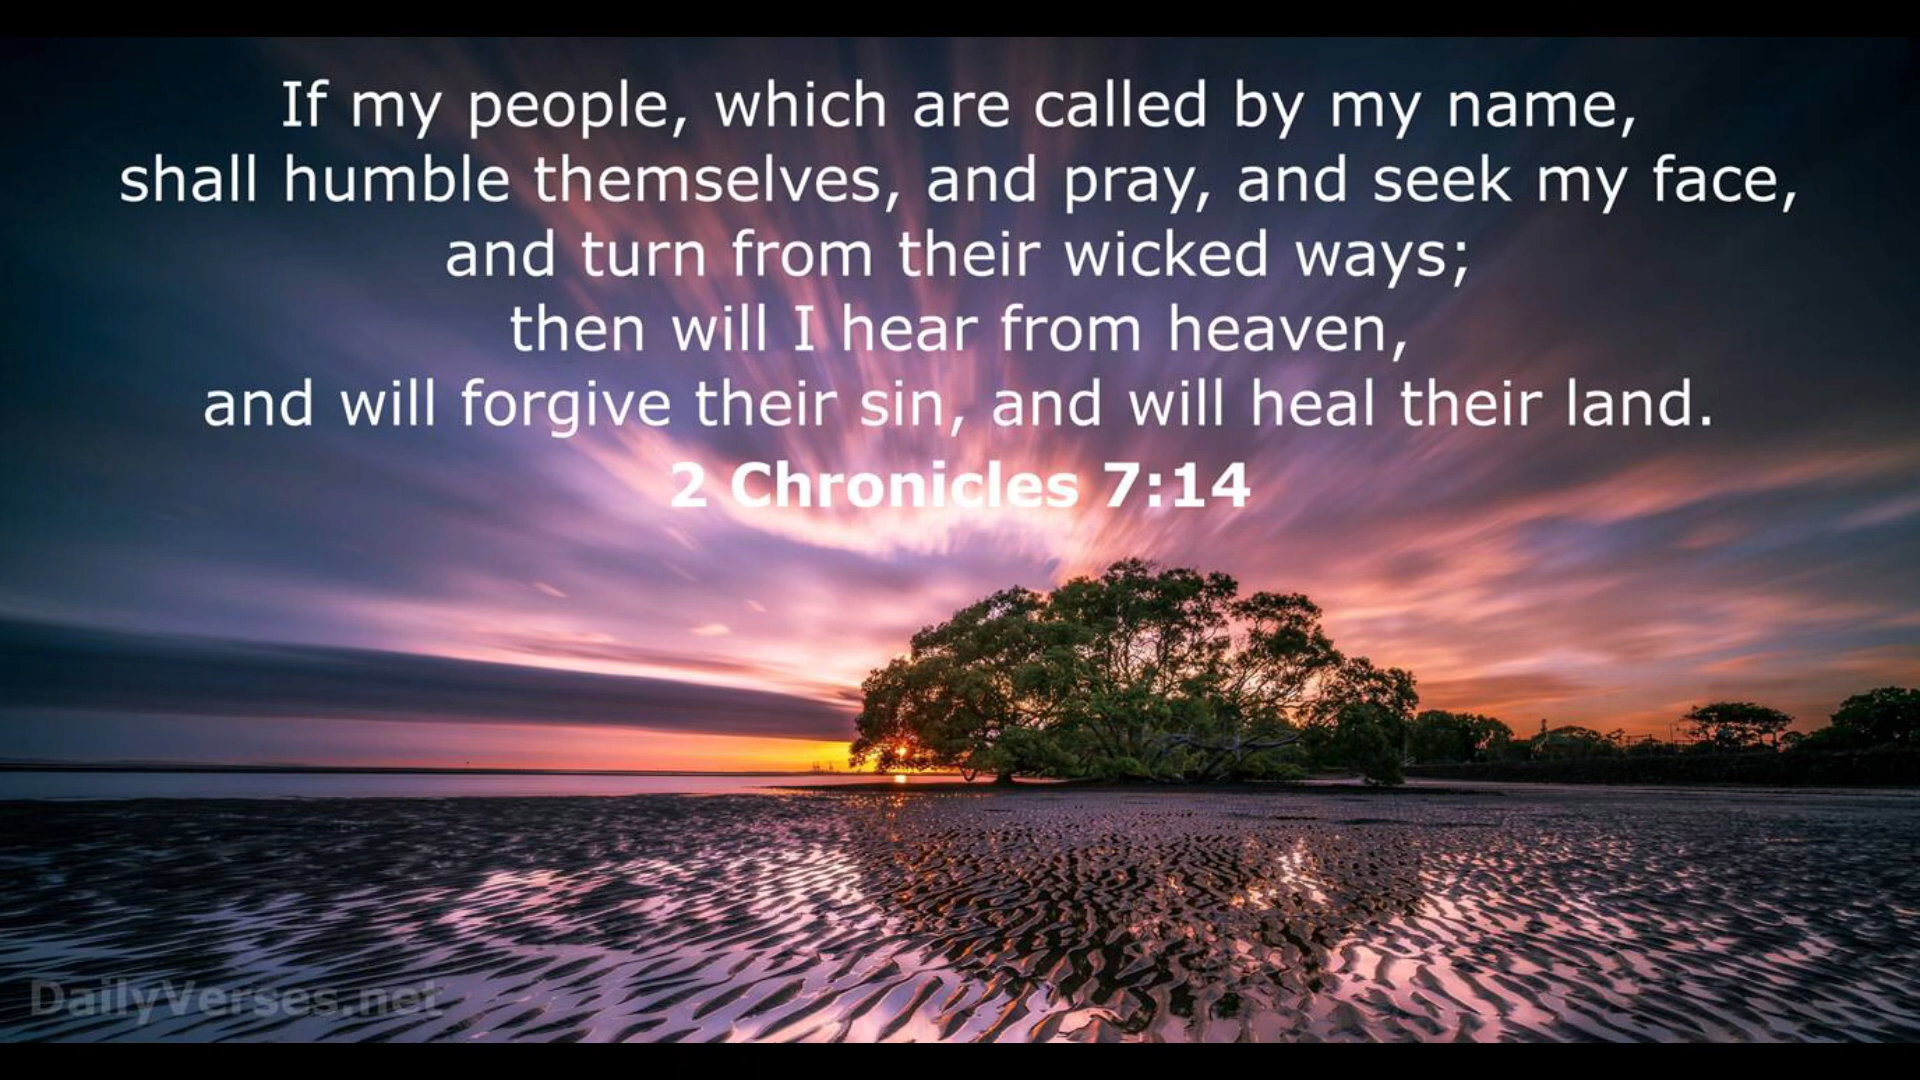 If my people, which are called by my name,
shall humble themselves, and pray, and seek my face,
and turn from their wicked ways;
then will I hear from heaven,
and will forgive their sin, and will heal their land.
2 Chronicles 7:14
DailyVerses.net